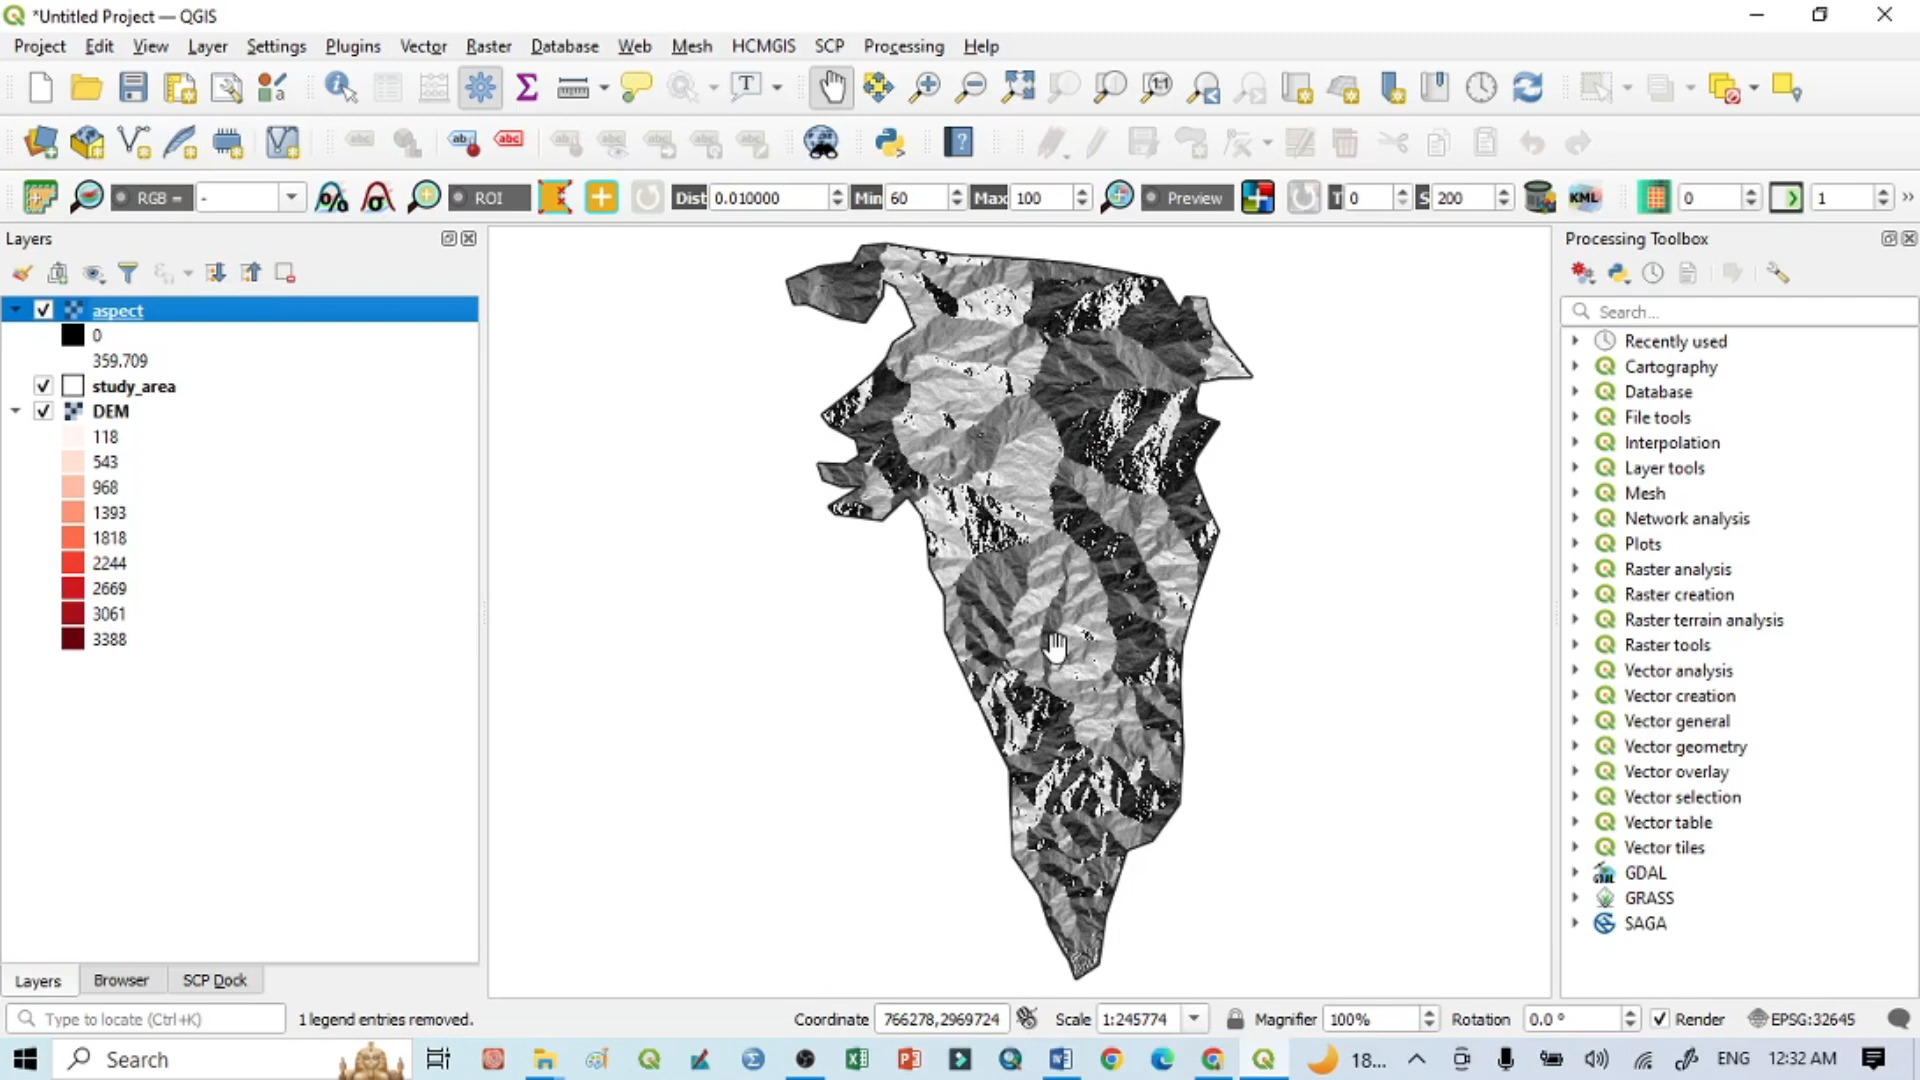 *Untitled Project — QGIS
Project Edit View Layer Settings Plugins Vector Raster Database Web Mesh HCMGIS SCP Processing Help
RGB = - ROI Dist 0.010000 Min 60 Max 100 Preview T 0 S 200 KML 0 1 »
Layers
aspect
0
359.709
study_area
DEM
118
543
968
1393
1818
2244
2669
3061
3388
Processing Toolbox
Search...
Recently used
Cartography
Database
File tools
Interpolation
Layer tools
Mesh
Network analysis
Plots
Raster analysis
Raster creation
Raster terrain analysis
Raster tools
Vector analysis
Vector creation
Vector general
Vector geometry
Vector overlay
Vector selection
Vector table
Vector tiles
GDAL
GRASS
SAGA
Layers Browser SCP Dock
Type to locate (Ctrl+K) 1 legend entries removed. Coordinate 766278,2969724 Scale 1:245774 Magnifier 100% Rotation 0.0 ° Render EPSG:32645
Search 18... ENG 12:32 AM